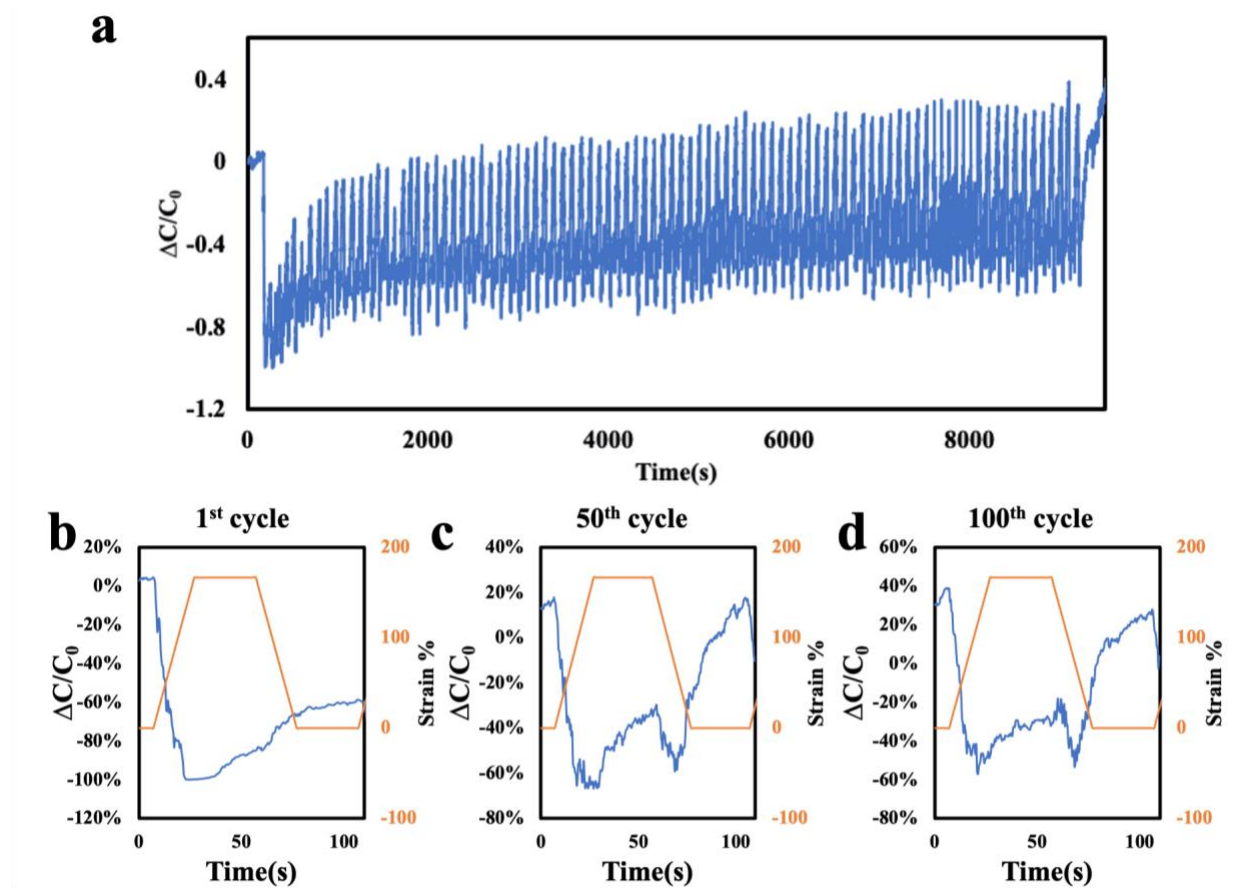 a
0.4
0
-0.4
-0.8
-1.2
ΔC/C₀
0 2000 4000 6000 8000
Time(s)
b
1st cycle
20%
0%
-20%
-40%
-60%
-80%
-100%
-120%
ΔC/C₀
200
100
0
-100
Strain %
0 50 100
Time(s)
c
50th cycle
40%
20%
0%
-20%
-40%
-60%
-80%
ΔC/C₀
200
100
0
-100
Strain %
0 50 100
Time(s)
d
100th cycle
60%
40%
20%
0%
-20%
-40%
-60%
-80%
ΔC/C₀
200
100
0
-100
Strain %
0 50 100
Time(s)